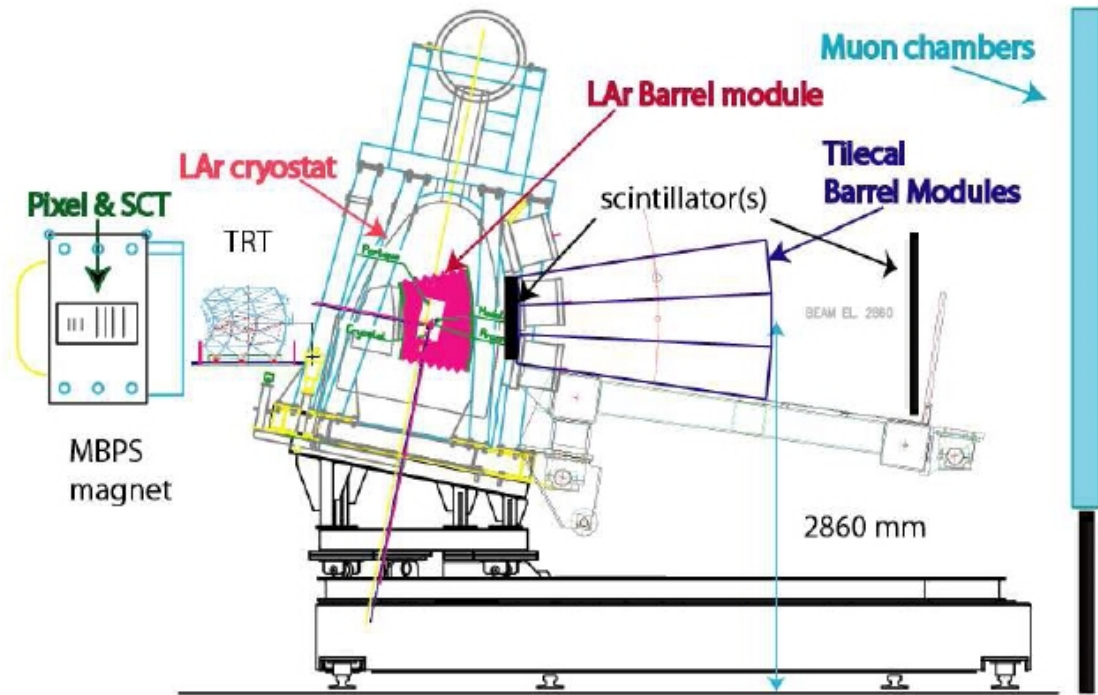 Muon chambers
LAr Barrel module
Tilecal
Barrel Modules
LAr cryostat
scintillator(s)
Pixel & SCT
TRT
BEAM EL. 2860
Cryostat
MBPS
magnet
2860 mm